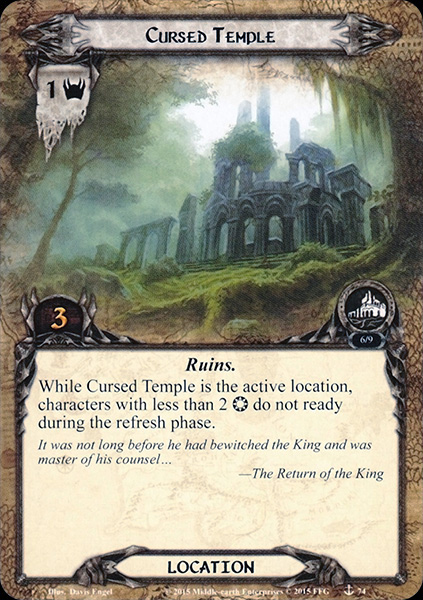 CURSED TEMPLE
1
3
6/9
Ruins.
While Cursed Temple is the active location,
characters with less than 2 do not ready
during the refresh phase.
It was not long before he had bewitched the King and was
master of his counsel…
—The Return of the King
LOCATION
Illus. Davis Engel © 2015 Middle-earth Enterprises © 2015 FFG 74